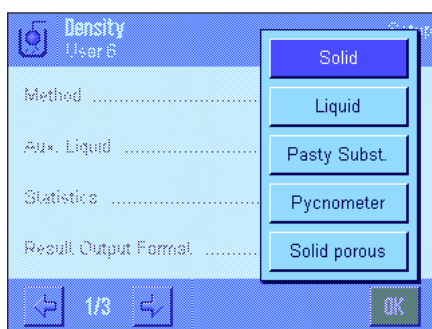 Density
User 6
Setup
Method
Aux. Liquid
Statistics
Result Output Format
Solid
Liquid
Pasty Subst.
Pycnometer
Solid porous
1/3
OK